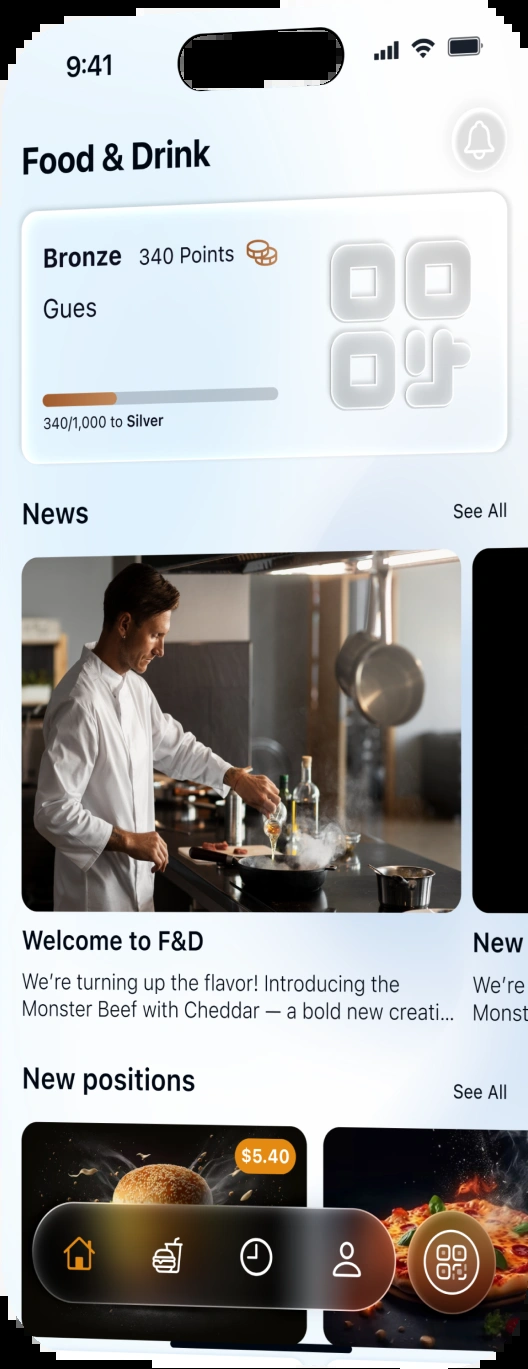 9:41
Food & Drink
Bronze 340 Points
Gues
340/1,000 to Silver
News See All
Welcome to F&D New
We’re turning up the flavor! Introducing the We’re
Monster Beef with Cheddar — a bold new creati... Monst
New positions See All
$5.40